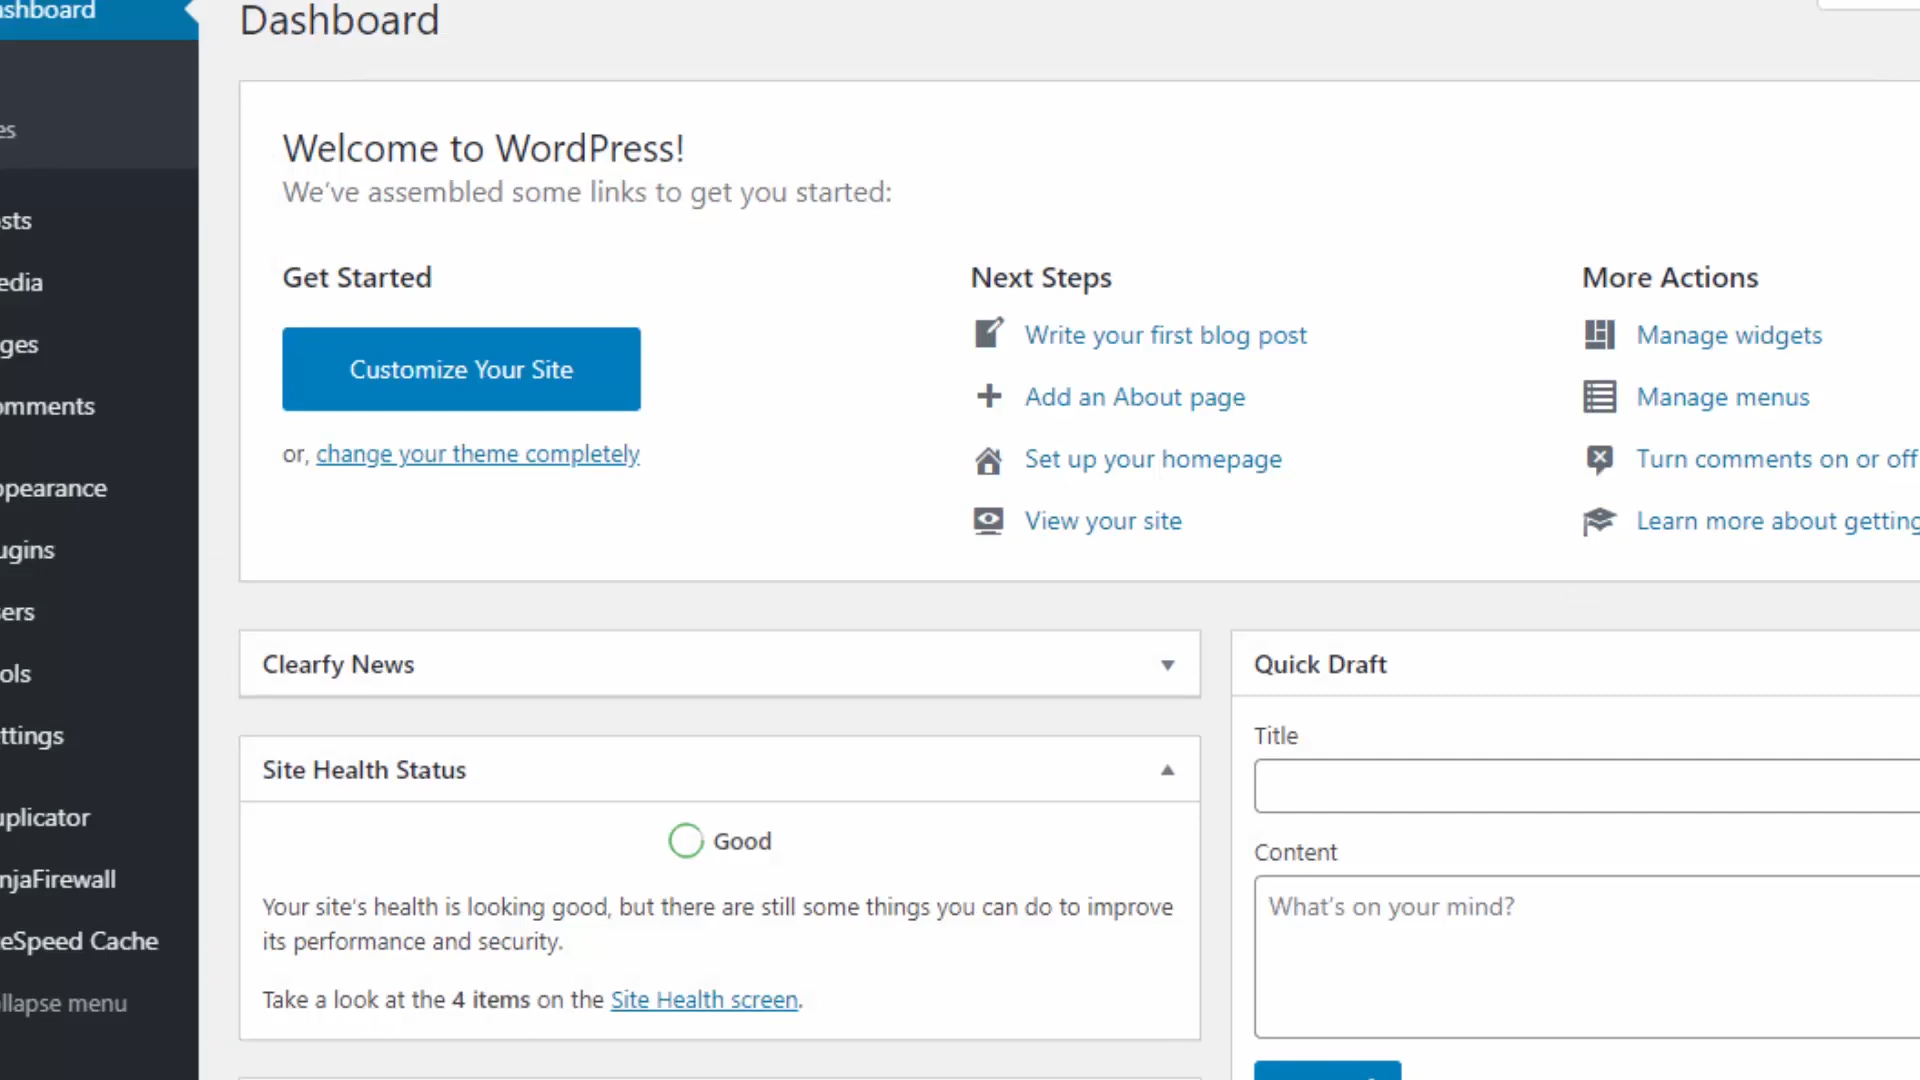 shboard
es
sts
edia
ges
omments
ppearance
ugins
ers
ols
ttings
uplicator
njaFirewall
eSpeed Cache
llapse menu
Dashboard
Welcome to WordPress!
We've assembled some links to get you started:
Get Started
Customize Your Site
or, change your theme completely
Next Steps
Write your first blog post
Add an About page
Set up your homepage
View your site
More Actions
Manage widgets
Manage menus
Turn comments on or off
Learn more about getting
Clearfy News
Site Health Status
Good
Your site's health is looking good, but there are still some things you can do to improve
its performance and security.
Take a look at the 4 items on the Site Health screen.
Quick Draft
Title
Content
What's on your mind?